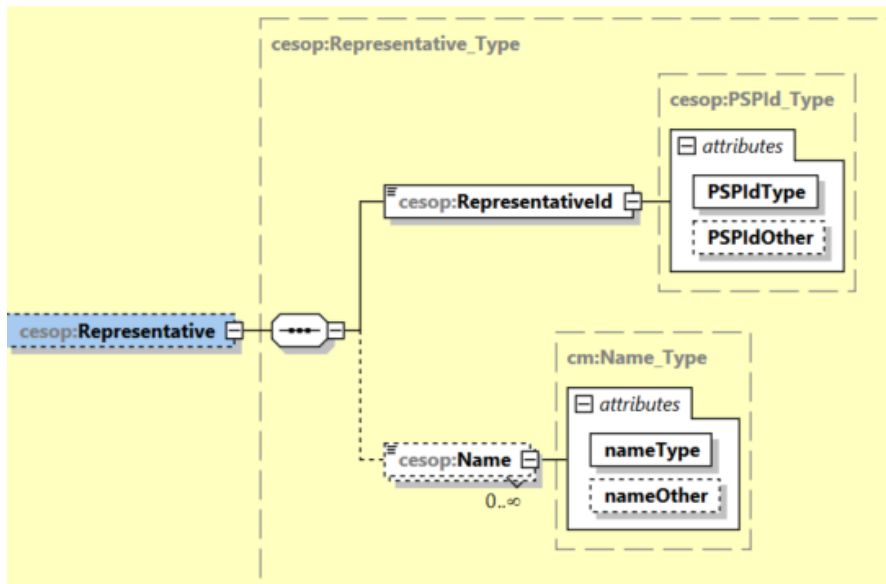 cesop:Representative_Type
cesop:PSPId_Type
attributes
cesop:RepresentativeId
PSPIdType
PSPIdOther
cesop:Representative
cm:Name_Type
attributes
cesop:Name
nameType
0..∞
nameOther